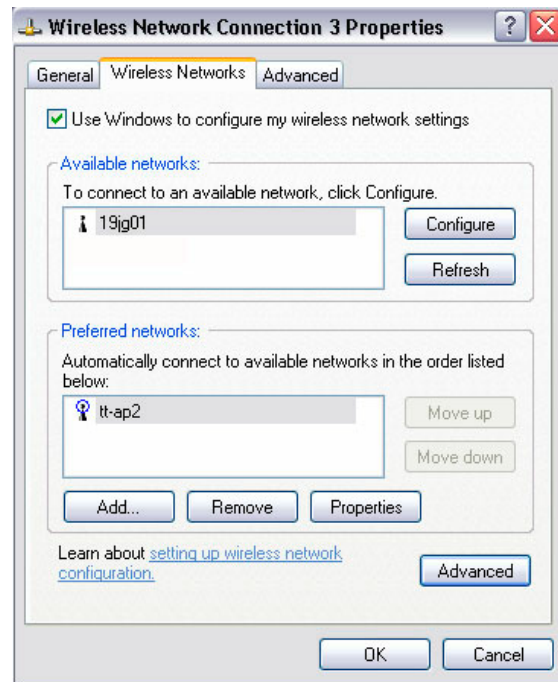 Wireless Network Connection 3 Properties
General Wireless Networks Advanced
Use Windows to configure my wireless network settings
Available networks:
To connect to an available network, click Configure.
19jg01
Configure
Refresh
Preferred networks:
Automatically connect to available networks in the order listed
below:
tt-ap2
Move up
Move down
Add... Remove Properties
Learn about setting up wireless network
configuration.
Advanced
OK Cancel